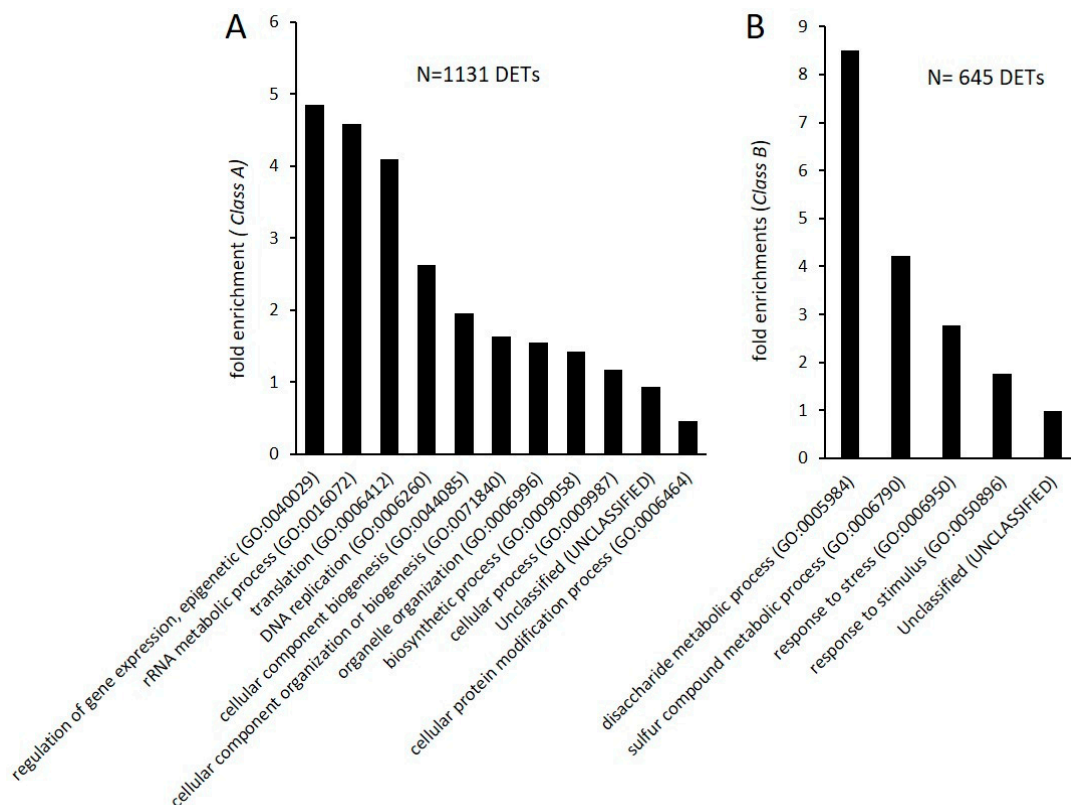 A
N=1131 DETs
fold enrichment ( Class A)
6
5
4
3
2
1
0
regulation of gene expression, epigenetic (GO:0040029)
rRNA metabolic process (GO:0016072)
translation (GO:0006412)
DNA replication (GO:0006260)
cellular component biogenesis (GO:0044085)
cellular component organization or biogenesis (GO:0071840)
organelle organization (GO:0006996)
biosynthetic process (GO:0009058)
cellular process (GO:0009987)
Unclassified (UNCLASSIFIED)
cellular protein modification process (GO:0006464)
B
N= 645 DETs
fold enrichments (Class B)
9
8
7
6
5
4
3
2
1
0
disaccharide metabolic process (GO:0005984)
sulfur compound metabolic process (GO:0006790)
response to stress (GO:0006950)
response to stimulus (GO:0050896)
Unclassified (UNCLASSIFIED)